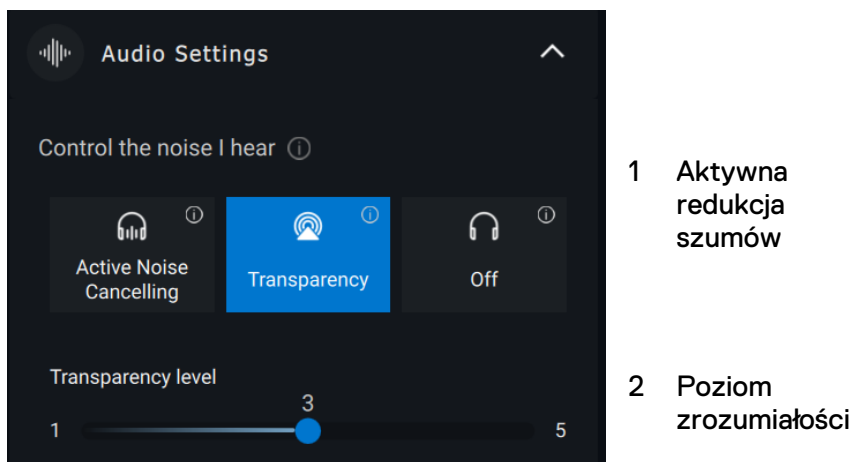 Audio Settings
Control the noise I hear
Active Noise
Cancelling
Transparency
Off
Transparency level
3
1
5
1 Aktywna
redukcja
szumów
2 Poziom
zrozumiałości